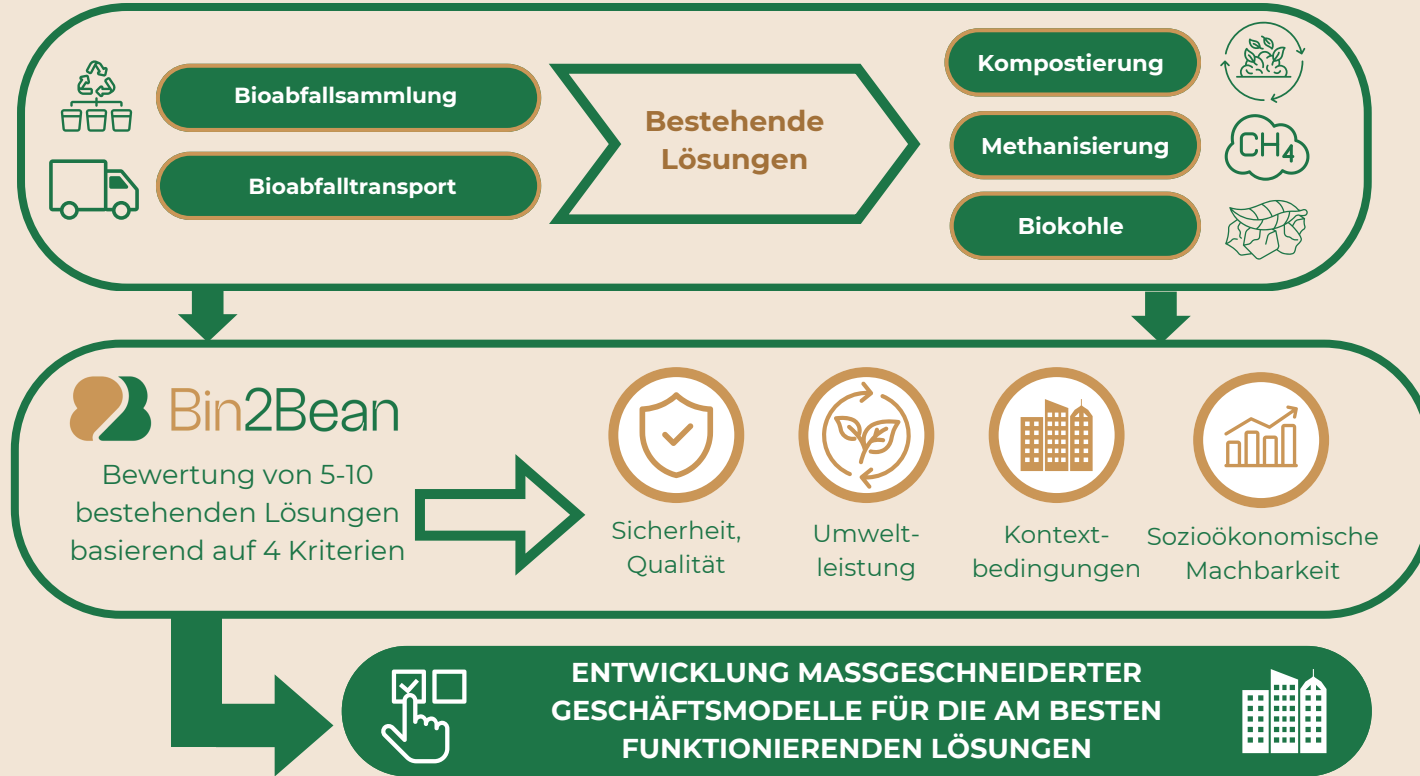 Bioabfallsammlung
Bioabfalltransport
Bestehende
Lösungen
Kompostierung
Methanisierung
CH4
Biokohle
Bin2Bean
Bewertung von 5-10
bestehenden Lösungen
basierend auf 4 Kriterien
Sicherheit,
Qualität
Umwelt-
leistung
Kontext-
bedingungen
Sozioökonomische
Machbarkeit
ENTWICKLUNG MASSGESCHNEIDERTER
GESCHÄFTSMODELLE FÜR DIE AM BESTEN
FUNKTIONIERENDEN LÖSUNGEN